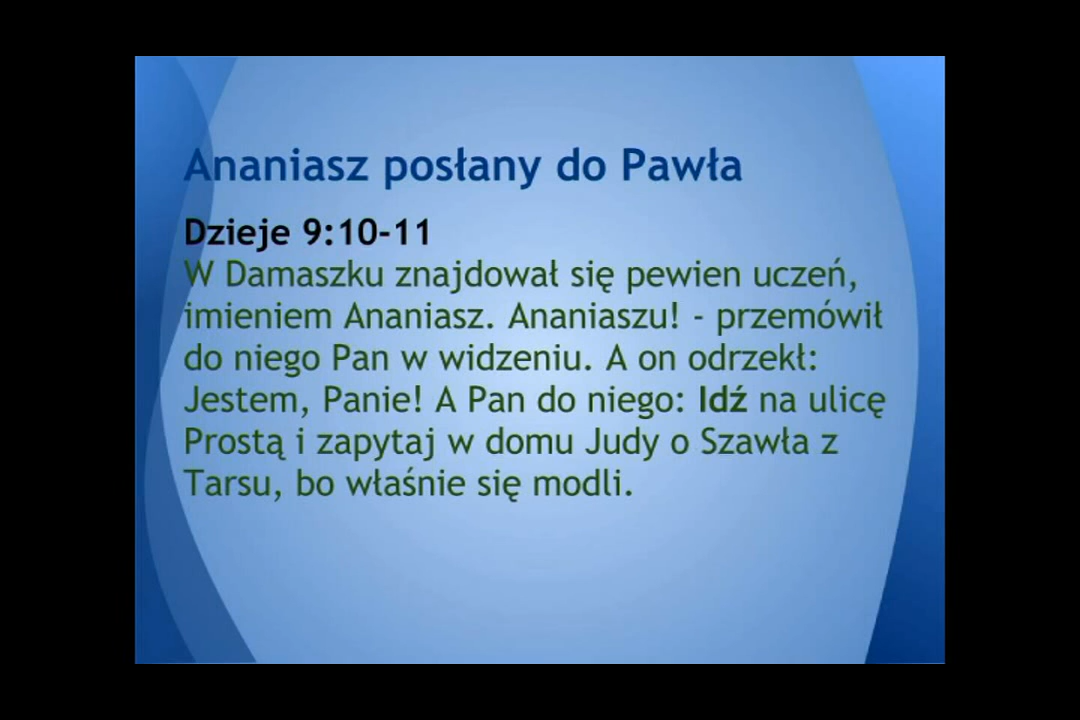 Ananiasz posłany do Pawła
Dzieje 9:10-11
W Damaszku znajdował się pewien uczeń,
imieniem Ananiasz. Ananiaszu! - przemówił
do niego Pan w widzeniu. A on odrzekł:
Jestem, Panie! A Pan do niego: Idź na ulicę
Prostą i zapytaj w domu Judy o Szawła z
Tarsu, bo właśnie się modli.